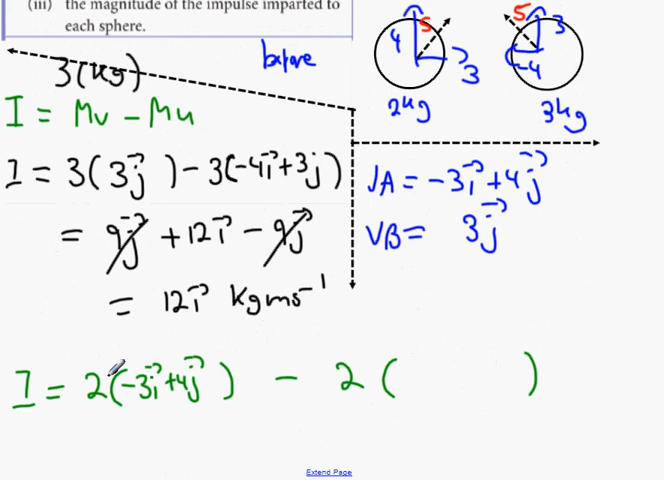 (iii) the magnitude of the impulse imparted to
each sphere.
before
4 5 3
5 3 -4
2kg
3kg
3(kg)
I = Mv - Mu
I = 3(3j) - 3(-4i+3j)
= 9j + 12i - 9j
= 12i kgms⁻¹
VA = -3i + 4j
VB = 3j
I = 2(-3i+4j) - 2( )
Extend Page